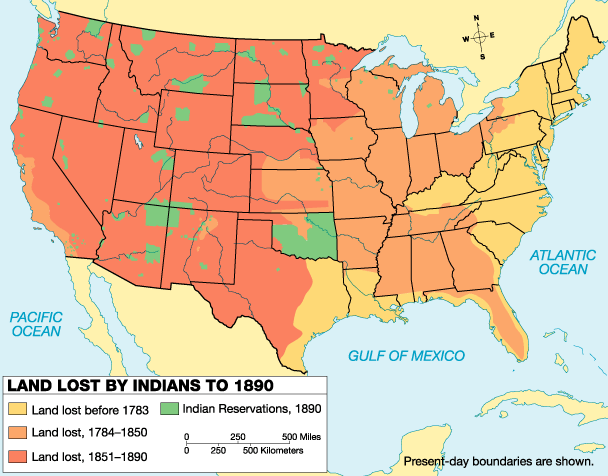 N
W E
S
ATLANTIC
OCEAN
PACIFIC
OCEAN
GULF OF MEXICO
LAND LOST BY INDIANS TO 1890
Land lost before 1783
Indian Reservations, 1890
Land lost, 1784–1850
Land lost, 1851–1890
0 250 500 Miles
0 250 500 Kilometers
Present-day boundaries are shown.